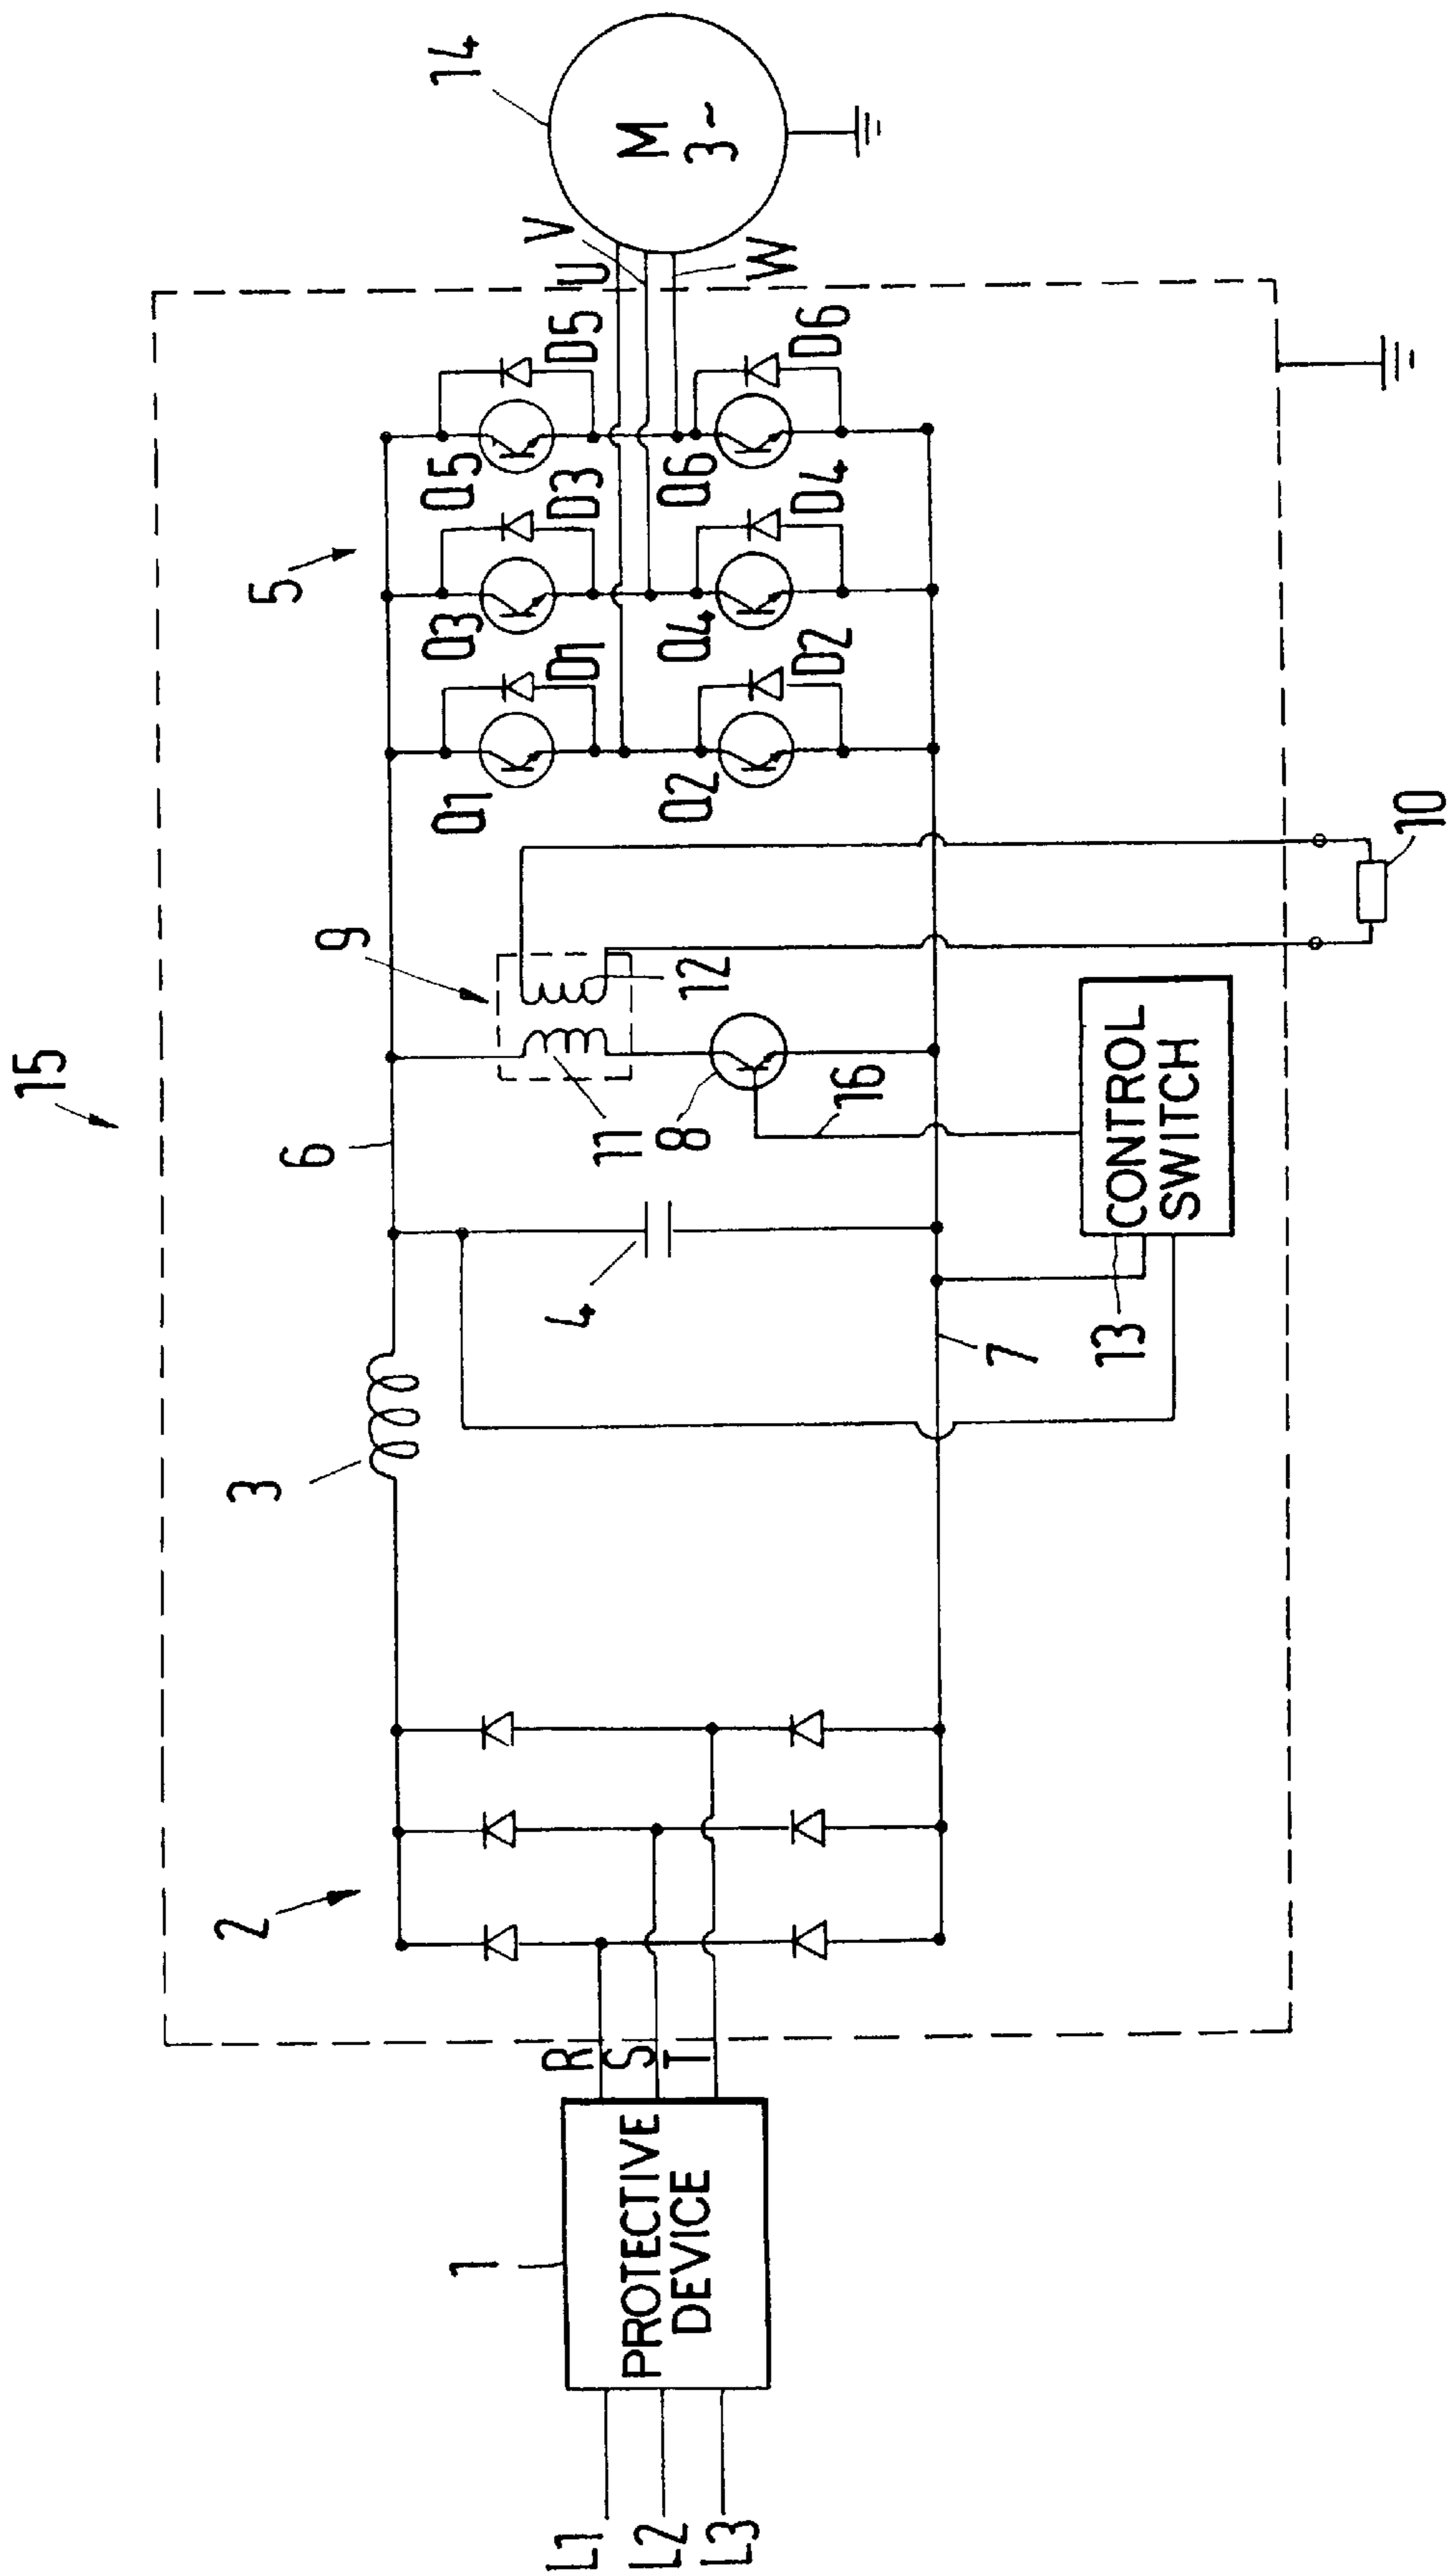 15
L1
L2
L3
1
PROTECTIVE
DEVICE
R
S
T
2
3
6
4
7
13
CONTROL
SWITCH
16
8
11
9
12
10
5
Q1
D1
Q3
D3
Q5
D5
Q2
D2
Q4
D4
Q6
D6
U
V
W
14
M
3~